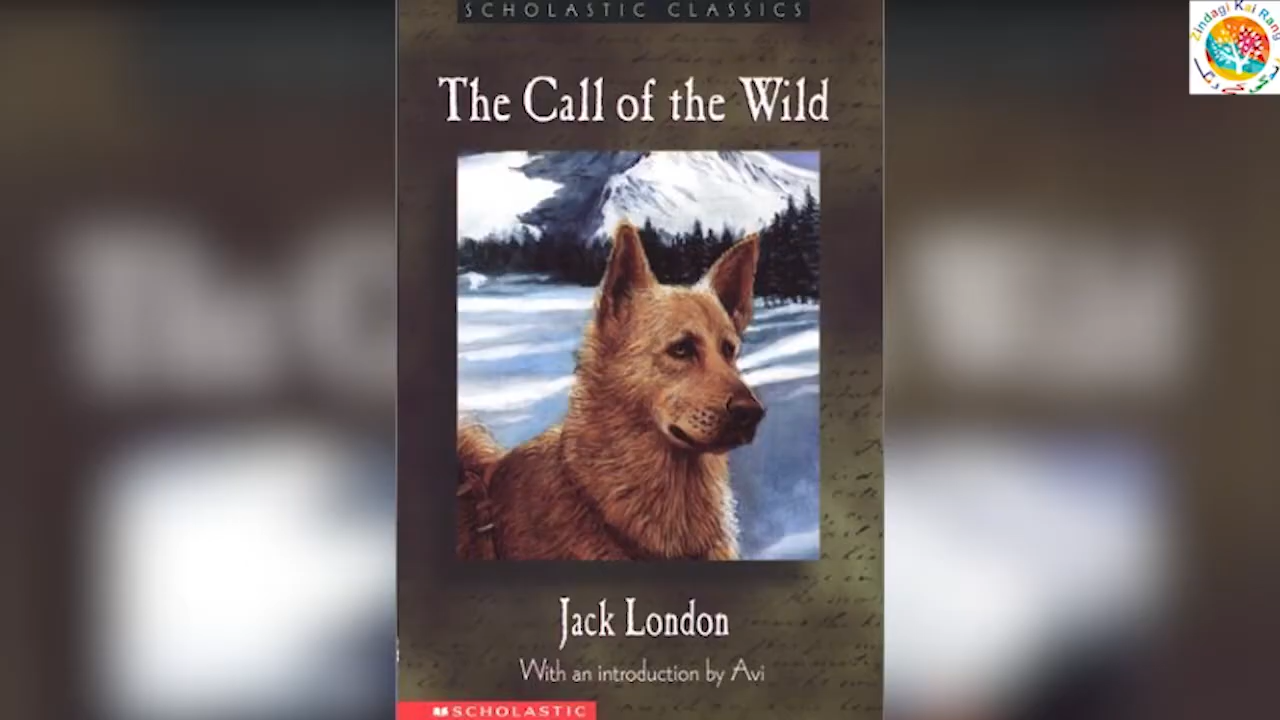 SCHOLASTIC CLASSICS
Zindagi Kai Rang
The Call of the Wild
Jack London
With an introduction by Avi
SCHOLASTIC